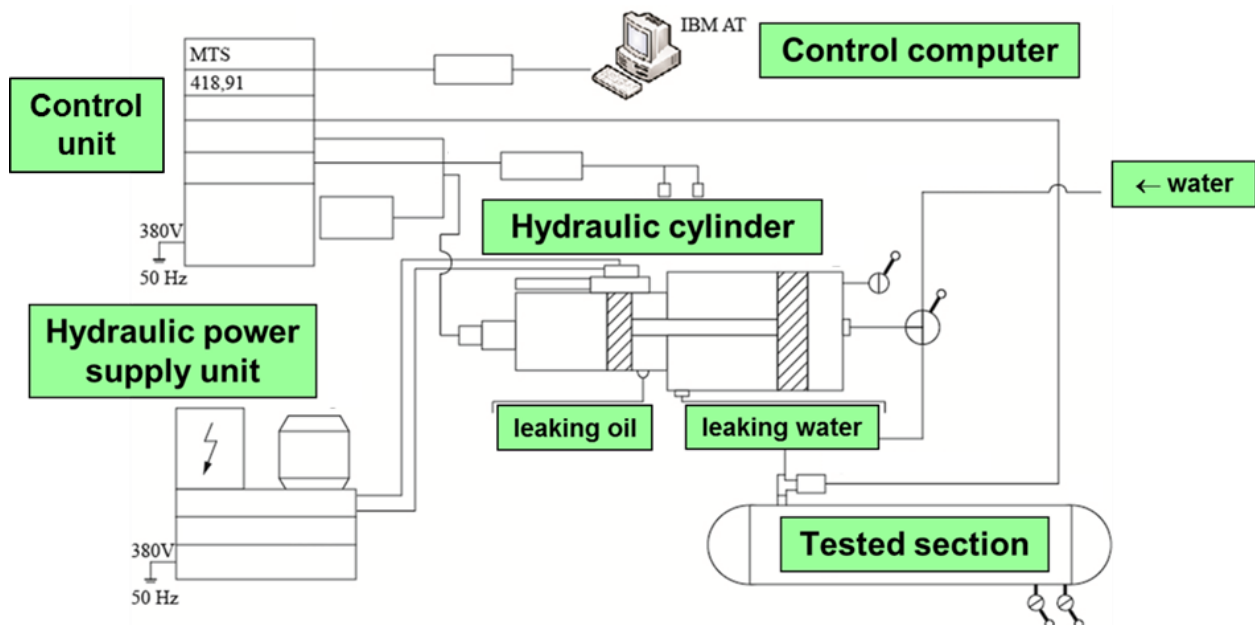 IBM AT
Control computer
MTS
418,91
Control
unit
← water
Hydraulic cylinder
380V
50 Hz
Hydraulic power
supply unit
leaking oil
leaking water
Tested section
380V
50 Hz